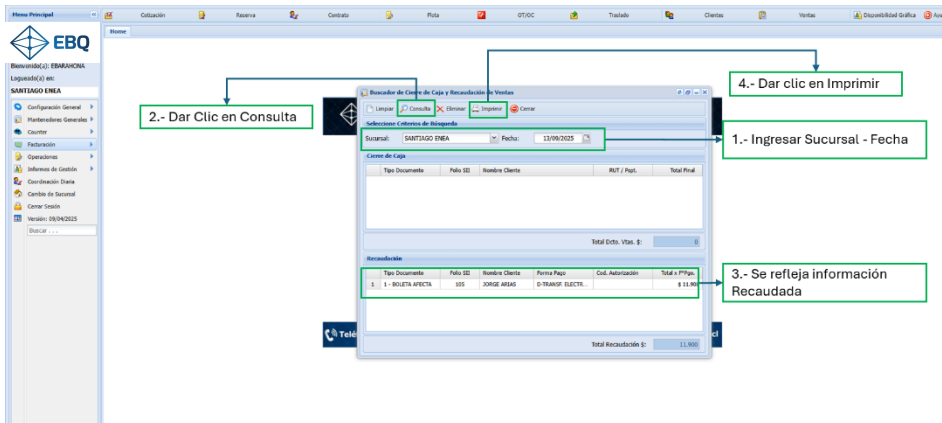 Menu Principal
Cotización
Reserva
Contrato
Flota
OT/OC
Traslado
Clientes
Ventas
Disponibilidad Gráfica
Home
EBQ
Bienvenido(a): EBARAHONA
Logueado(a) en:
SANTIAGO ENEA
Configuración General
Mantenedores Generales
Counter
Facturación
Operaciones
Informes de Gestión
Coordinación Diaria
Cambio de Sucursal
Cerrar Sesión
Versión: 09/04/2025
Buscar . . .
2.- Dar Clic en Consulta
4.- Dar clic en Imprimir
1.- Ingresar Sucursal - Fecha
3.- Se refleja información
Recaudada
Buscador de Cierre de Caja y Recaudación de Ventas
Limpiar Consulta Eliminar Imprimir Cerrar
Seleccione Criterios de Búsqueda
Sucursal: SANTIAGO ENEA Fecha: 13/09/2025
Cierre de Caja
Tipo Documento Folio SII Nombre Cliente RUT / Pspt. Total Final
Total Dcto. Vtas. $: 0
Recaudación
Tipo Documento Folio SII Nombre Cliente Forma Pago Cod. Autorización Total x FºPgo.
1 1 - BOLETA AFECTA 105 JORGE ARIAS D-TRANSF. ELECTR... $ 11.900
Total Recaudación $: 11.900